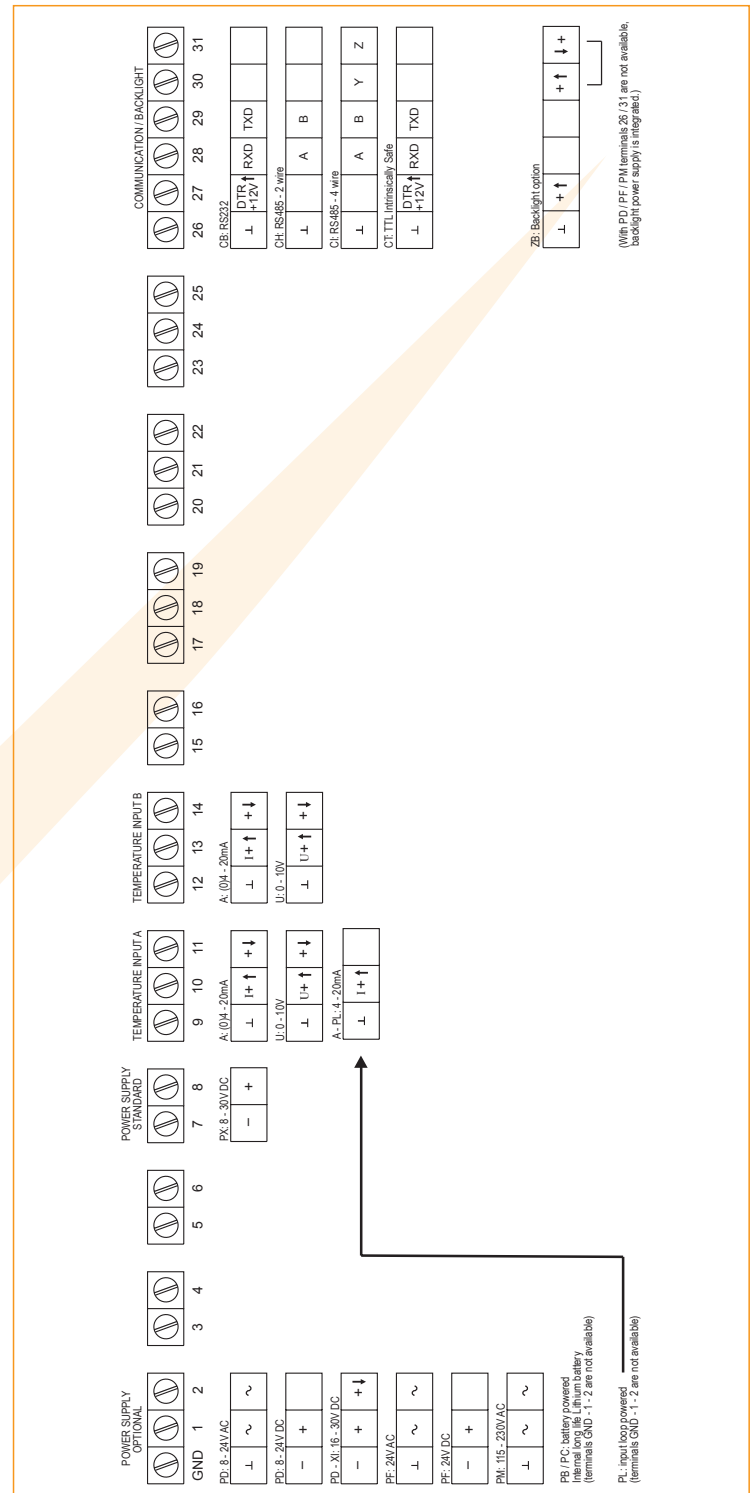 POWER SUPPLY
OPTIONAL
GND 1 2
PD: 8 - 24V AC
⊥ ~ ~
PD: 8 - 24V DC
− +
PD - XI: 16 - 30V DC
− + +↓
PF: 24V AC
⊥ ~ ~
PF: 24V DC
− +
PM: 115 - 230V AC
⊥ ~ ~
PB / PC: battery powered
Internal long life Lithium battery
(terminals GND - 1 - 2 are not available)
PL: input loop powered
(terminals GND - 1 - 2 are not available)
3 4
5 6
POWER SUPPLY
STANDARD
7 8
PX: 8 - 30V DC
− +
TEMPERATURE INPUT A
9 10 11
A: (0)4 - 20mA
⊥ I+↑ +↓
U: 0 - 10V
⊥ U+↑ +↓
A - PL: 4 - 20mA
⊥ I+↑
TEMPERATURE INPUT B
12 13 14
A: (0)4 - 20mA
⊥ I+↑ +↓
U: 0 - 10V
⊥ U+↑ +↓
15 16
17 18 19
20 21 22
23 24 25
COMMUNICATION / BACKLIGHT
26 27 28 29 30 31
CB: RS232
⊥ DTR +12V↑ RXD TXD
CH: RS485 - 2 wire
⊥ A B
CI: RS485 - 4 wire
⊥ A B Y Z
CT: TTL Intrinsically Safe
⊥ DTR +12V↑ RXD TXD
ZB: Backlight option
⊥ +↑ +↑ ↓+
(With PD / PF / PM terminals 26 / 31 are not available,
backlight power supply is integrated.)